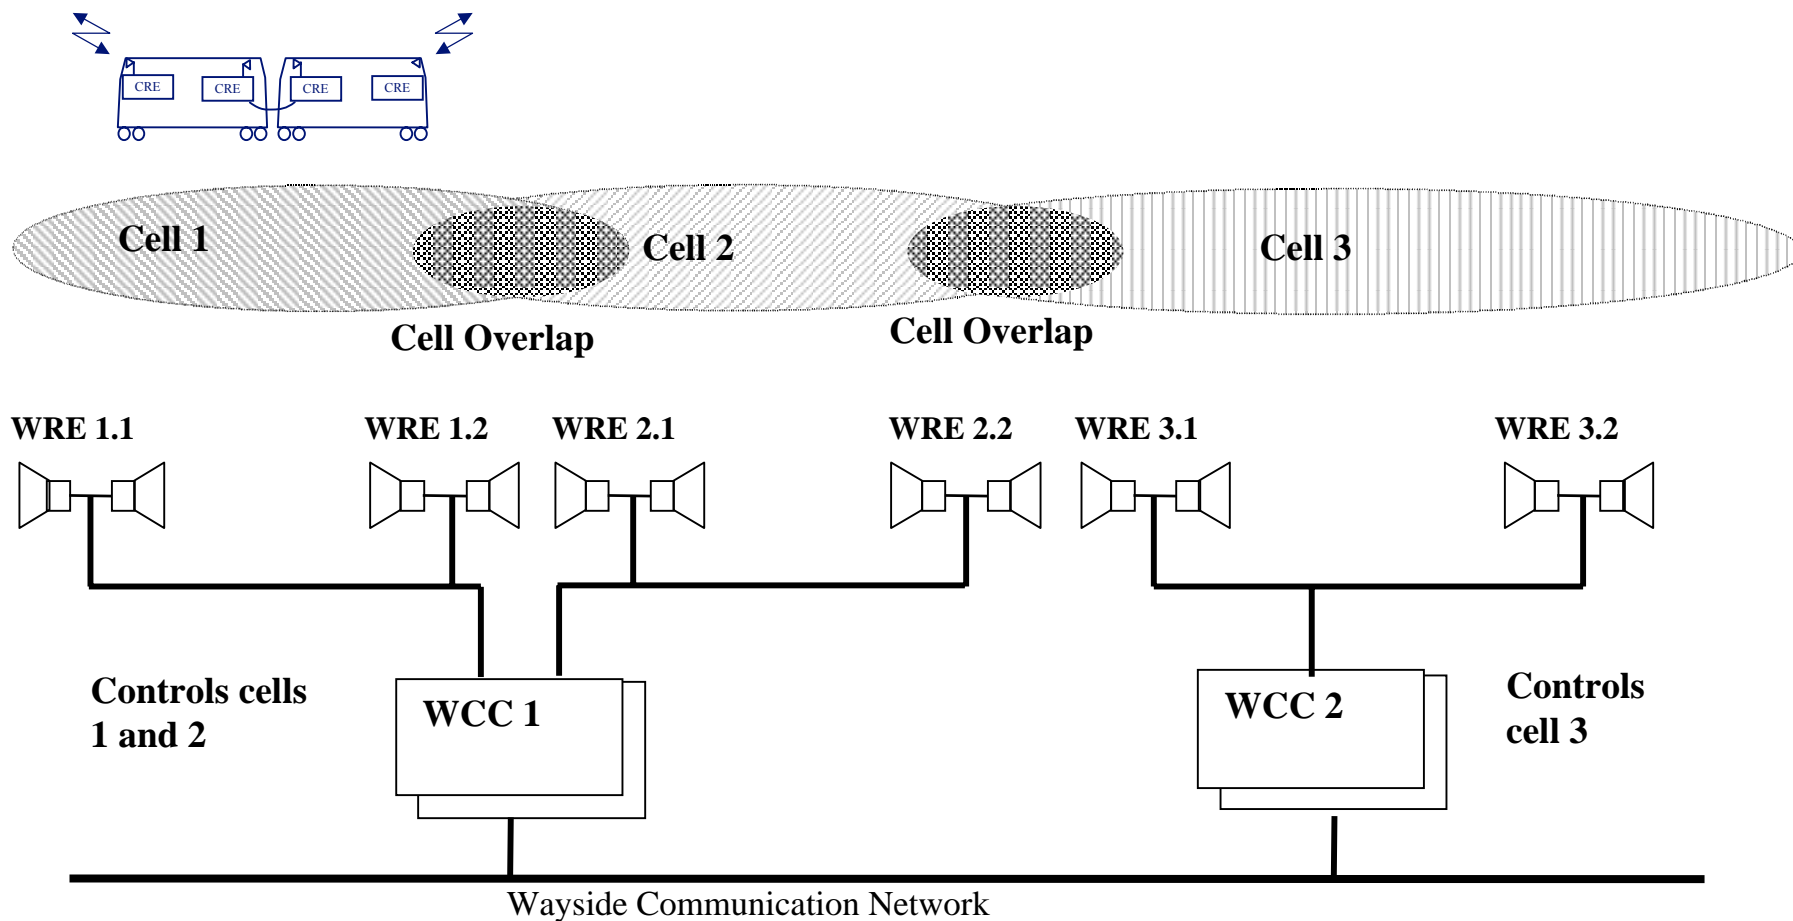 CRE CRE CRE CRE
Cell 1 Cell 2 Cell 3
Cell Overlap Cell Overlap
WRE 1.1 WRE 1.2 WRE 2.1 WRE 2.2 WRE 3.1 WRE 3.2
Controls cells
1 and 2
WCC 1
WCC 2
Controls
cell 3
Wayside Communication Network